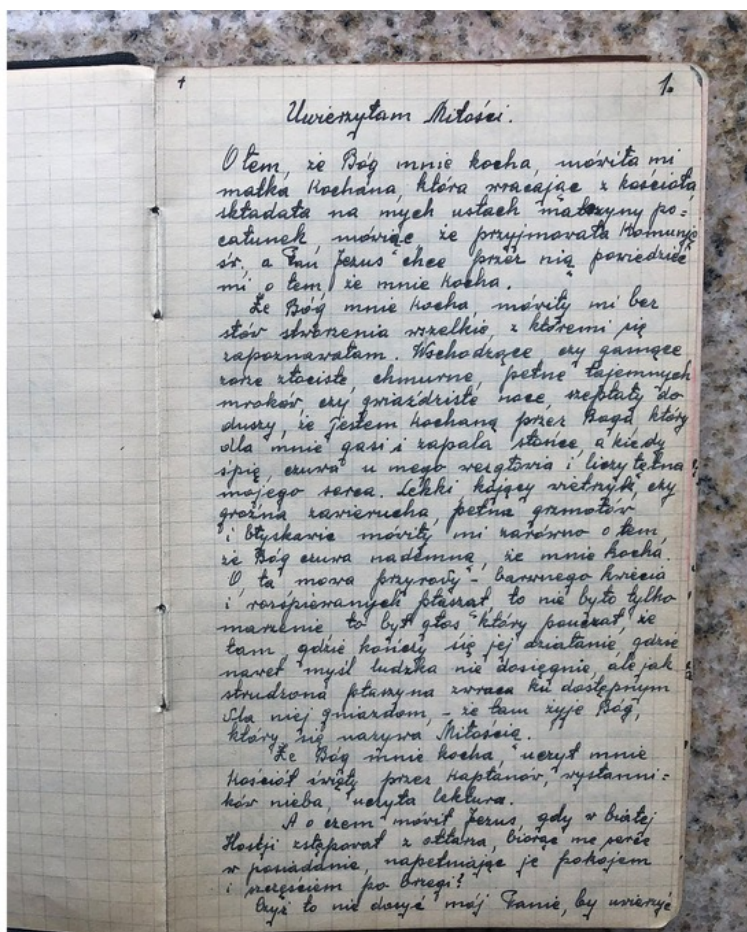 + 1.
Uwierzyłam Miłości.
O tem, że Bóg mnie kocha, mówiła mi
matka kochana, która wracając z kościoła
składała na mych ustach matczyny po=
całunek, mówiąc że przyjmowała Komunję
św., a Pan Jezus chce przez nią powiedzieć
mi o tem, że mnie kocha.
Że Bóg mnie kocha, mówiły mi bez
słów stworzenia wszelkie, z któremi się
zapoznawałam. Wschodzące czy gasnące
zorze złociste, chmurne, pełne tajemnych
mroków, czy gwiaździste noce szeptały do
duszy, że jestem kochaną przez Boga, który
dla mnie gasi i zapala słońce, a kiedy
śpię, czuwa u mego wezgłowia i liczy tętna
mojego serca. Lekki, kojący wietrzyk, czy
groźna zawierucha, pełna grzmotów
i błyskawic mówiły mi zarówno o tem,
że Bóg czuwa nademną, że mnie kocha.
O, ta mowa przyrody – barwnego kwiecia
i rozśpiewanych ptasząt to nie było tylko
marzenie to był głos który pouczał, że
tam, gdzie kończy się jej działanie, gdzie
nawet myśl ludzka nie dosięgnie, ale jak
strudzona ptaszyna zwraca ku dostępnym
dla niej gniazdom, – że tam żyje Bóg,
który się nazywa Miłością.
Że Bóg mnie kocha, uczył mnie
Kościół święty przez kapłanów, wysłanni=
ków nieba, uczyła lektura.
A o czem mówił Jezus, gdy w białej
Hostji zstępował z ołtarza, biorąc me serce
w posiadanie, napełniając je pokojem
i szczęściem po brzegi?
Czyż to nie dosyć mój Panie, by uwierzyć